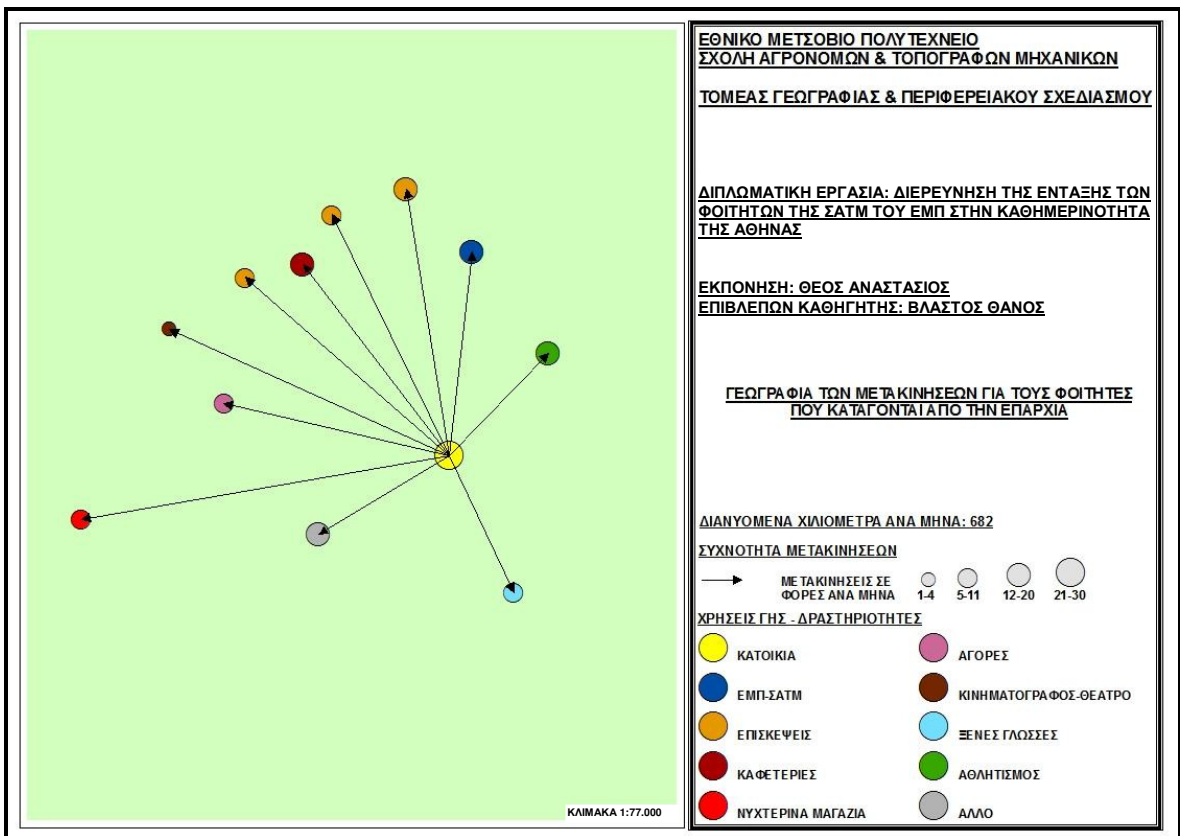 ΕΘΝΙΚΟ ΜΕΤΣΟΒΙΟ ΠΟΛΥΤΕΧΝΕΙΟ
ΣΧΟΛΗ ΑΓΡΟΝΟΜΩΝ & ΤΟΠΟΓΡΑΦΩΝ ΜΗΧΑΝΙΚΩΝ
ΤΟΜΕΑΣ ΓΕΩΓΡΑΦΙΑΣ & ΠΕΡΙΦΕΡΕΙΑΚΟΥ ΣΧΕΔΙΑΣΜΟΥ
ΔΙΠΛΩΜΑΤΙΚΗ ΕΡΓΑΣΙΑ: ΔΙΕΡΕΥΝΗΣΗ ΤΗΣ ΕΝΤΑΞΗΣ ΤΩΝ
ΦΟΙΤΗΤΩΝ ΤΗΣ ΣΑΤΜ ΤΟΥ ΕΜΠ ΣΤΗΝ ΚΑΘΗΜΕΡΙΝΟΤΗΤΑ
ΤΗΣ ΑΘΗΝΑΣ
ΕΚΠΟΝΗΣΗ: ΘΕΟΣ ΑΝΑΣΤΑΣΙΟΣ
ΕΠΙΒΛΕΠΩΝ ΚΑΘΗΓΗΤΗΣ: ΒΛΑΣΤΟΣ ΘΑΝΟΣ
ΓΕΩΓΡΑΦΙΑ ΤΩΝ ΜΕΤΑΚΙΝΗΣΕΩΝ ΓΙΑ ΤΟΥΣ ΦΟΙΤΗΤΕΣ
ΠΟΥ ΚΑΤΑΓΟΝΤΑΙ ΑΠΟ ΤΗΝ ΕΠΑΡΧΙΑ
ΔΙΑΝΥΟΜΕΝΑ ΧΙΛΙΟΜΕΤΡΑ ΑΝΑ ΜΗΝΑ: 682
ΣΥΧΝΟΤΗΤΑ ΜΕΤΑΚΙΝΗΣΕΩΝ
ΜΕΤΑΚΙΝΗΣΕΙΣ ΣΕ
ΦΟΡΕΣ ΑΝΑ ΜΗΝΑ 1-4 5-11 12-20 21-30
ΧΡΗΣΕΙΣ ΓΗΣ - ΔΡΑΣΤΗΡΙΟΤΗΤΕΣ
ΚΑΤΟΙΚΙΑ ΑΓΟΡΕΣ
ΕΜΠ-ΣΑΤΜ ΚΙΝΗΜΑΤΟΓΡΑΦΟΣ-ΘΕΑΤΡΟ
ΕΠΙΣΚΕΨΕΙΣ ΞΕΝΕΣ ΓΛΩΣΣΕΣ
ΚΑΦΕΤΕΡΙΕΣ ΑΘΛΗΤΙΣΜΟΣ
ΝΥΧΤΕΡΙΝΑ ΜΑΓΑΖΙΑ ΑΛΛΟ
ΚΛΙΜΑΚΑ 1:77.000